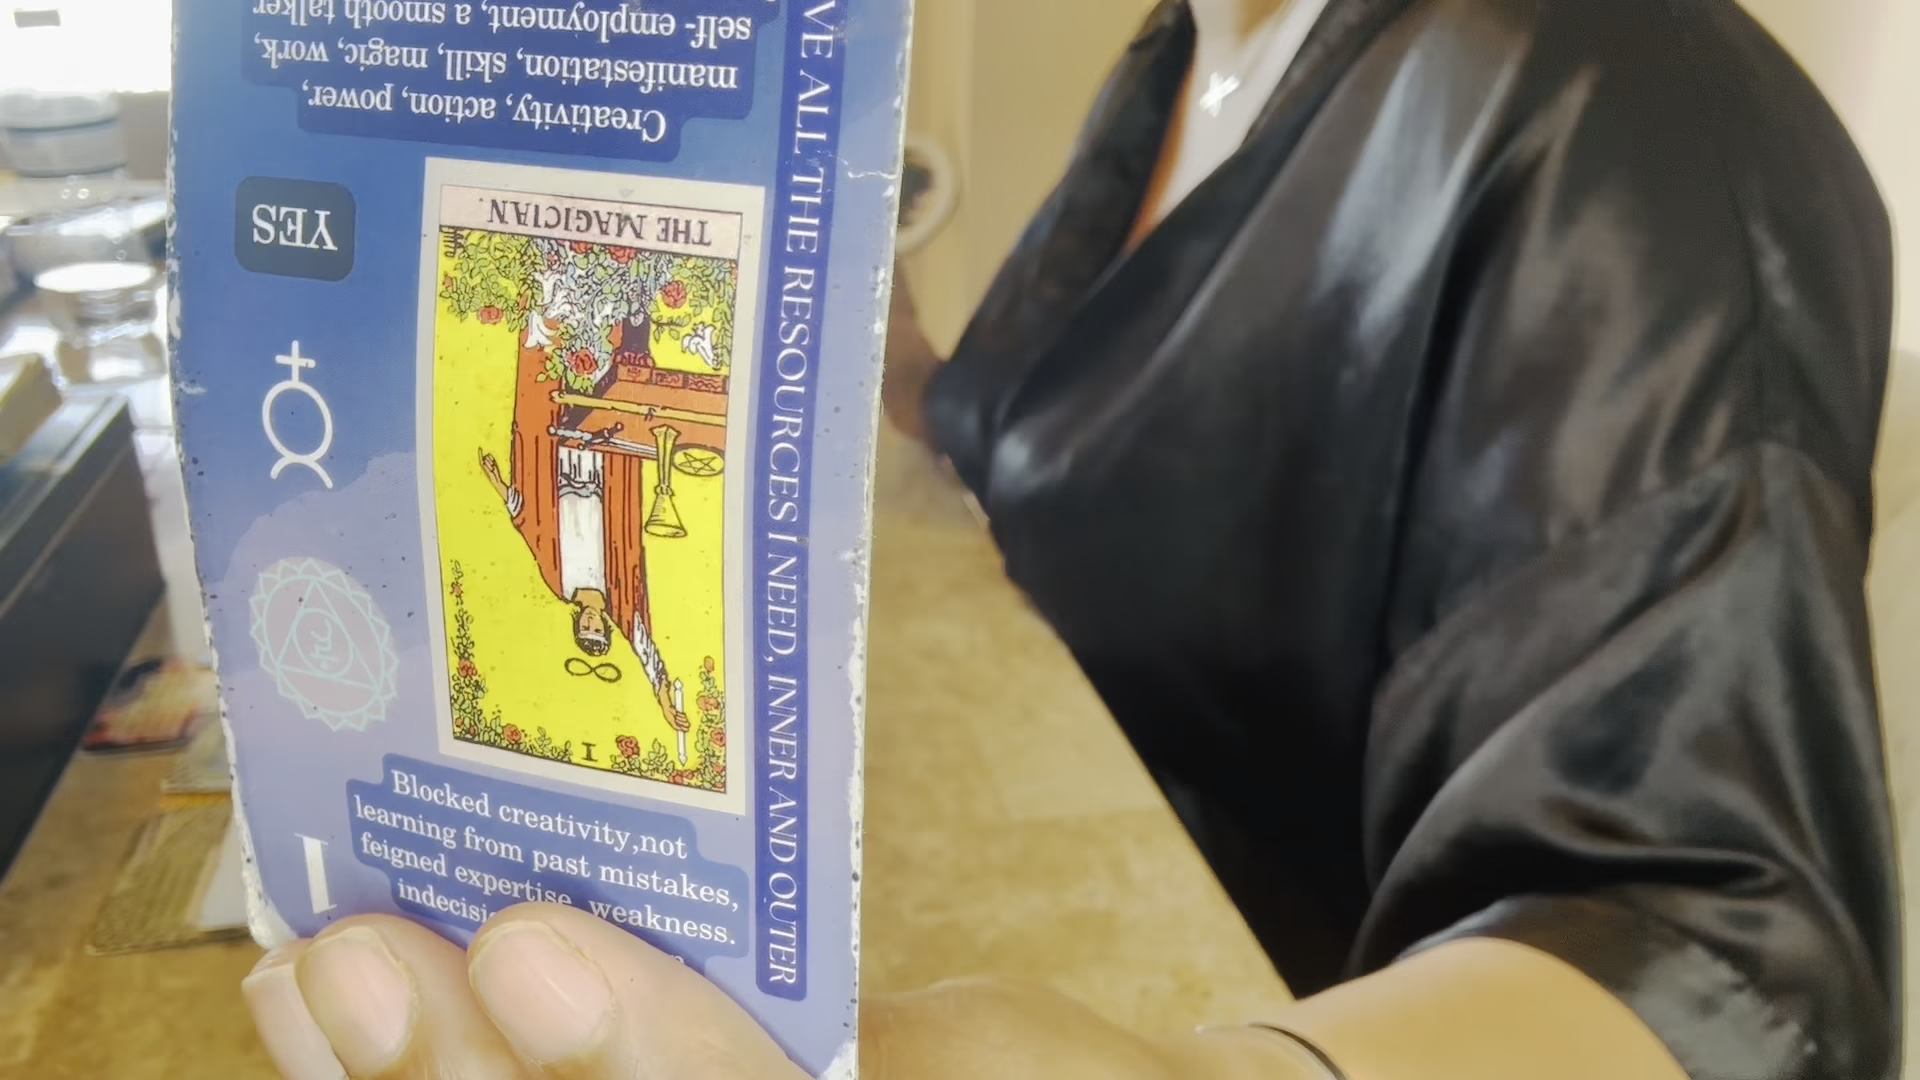 Creativity, action, power,
manifestation, skill, magic, work,
self- employment, a smooth talker
YES
THE MAGICIAN.
I
Blocked creativity,not
learning from past mistakes,
feigned expertise, weakness.
I
ALL THE RESOURCES I NEED, INNER AND OUTER